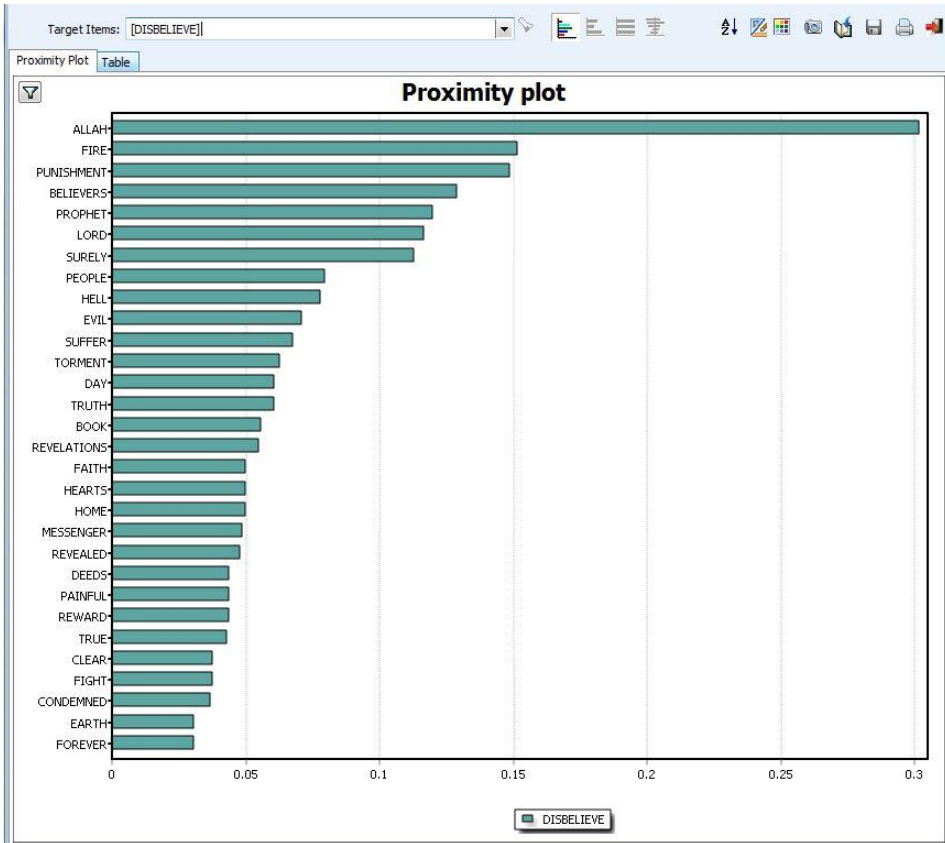 Target Items: [DISBELIEVE]
Proximity Plot Table
Proximity plot
ALLAH
FIRE
PUNISHMENT
BELIEVERS
PROPHET
LORD
SURELY
PEOPLE
HELL
EVIL
SUFFER
TORMENT
DAY
TRUTH
BOOK
REVELATIONS
FAITH
HEARTS
HOME
MESSENGER
REVEALED
DEEDS
PAINFUL
REWARD
TRUE
CLEAR
FIGHT
CONDEMNED
EARTH
FOREVER
0 0.05 0.1 0.15 0.2 0.25 0.3
DISBELIEVE